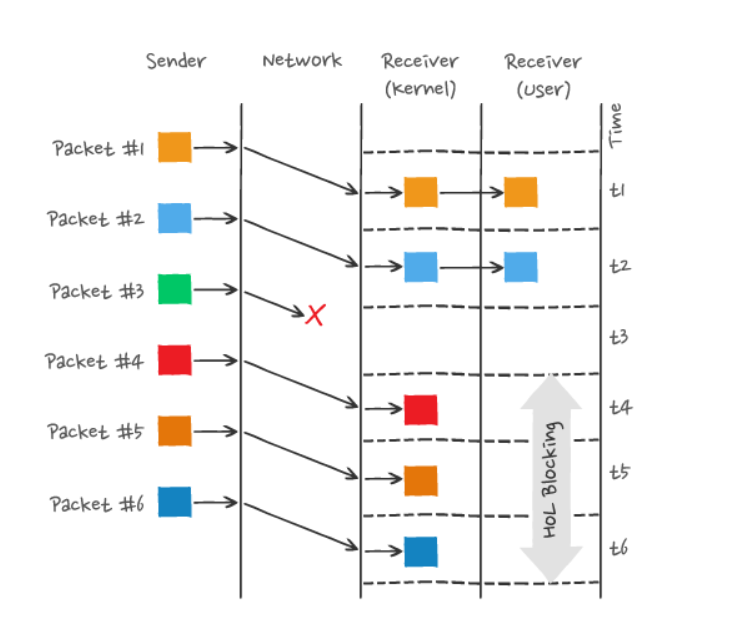 Sender
Network
Receiver
(kernel)
Receiver
(user)
Time
Packet #1
t1
Packet #2
t2
Packet #3
X
t3
Packet #4
t4
Packet #5
t5
HoL Blocking
Packet #6
t6